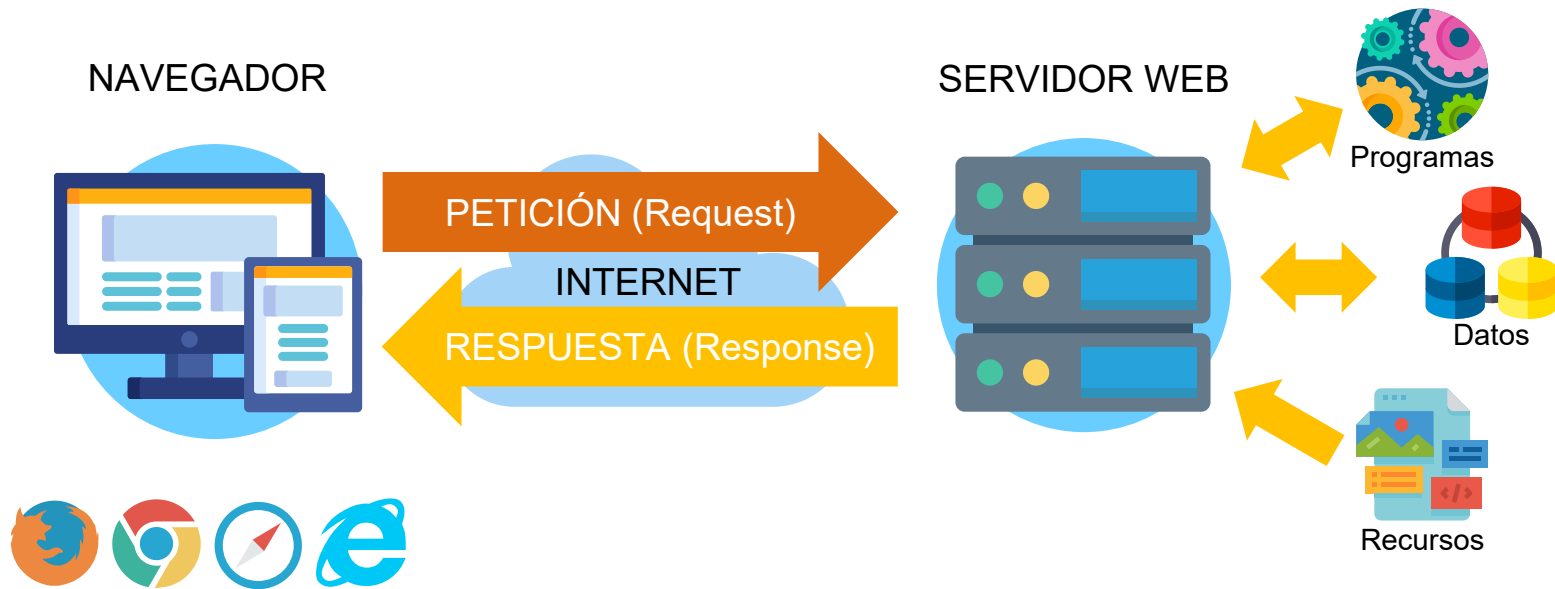 NAVEGADOR
SERVIDOR WEB
PETICIÓN (Request)
INTERNET
RESPUESTA (Response)
Programas
Datos
Recursos